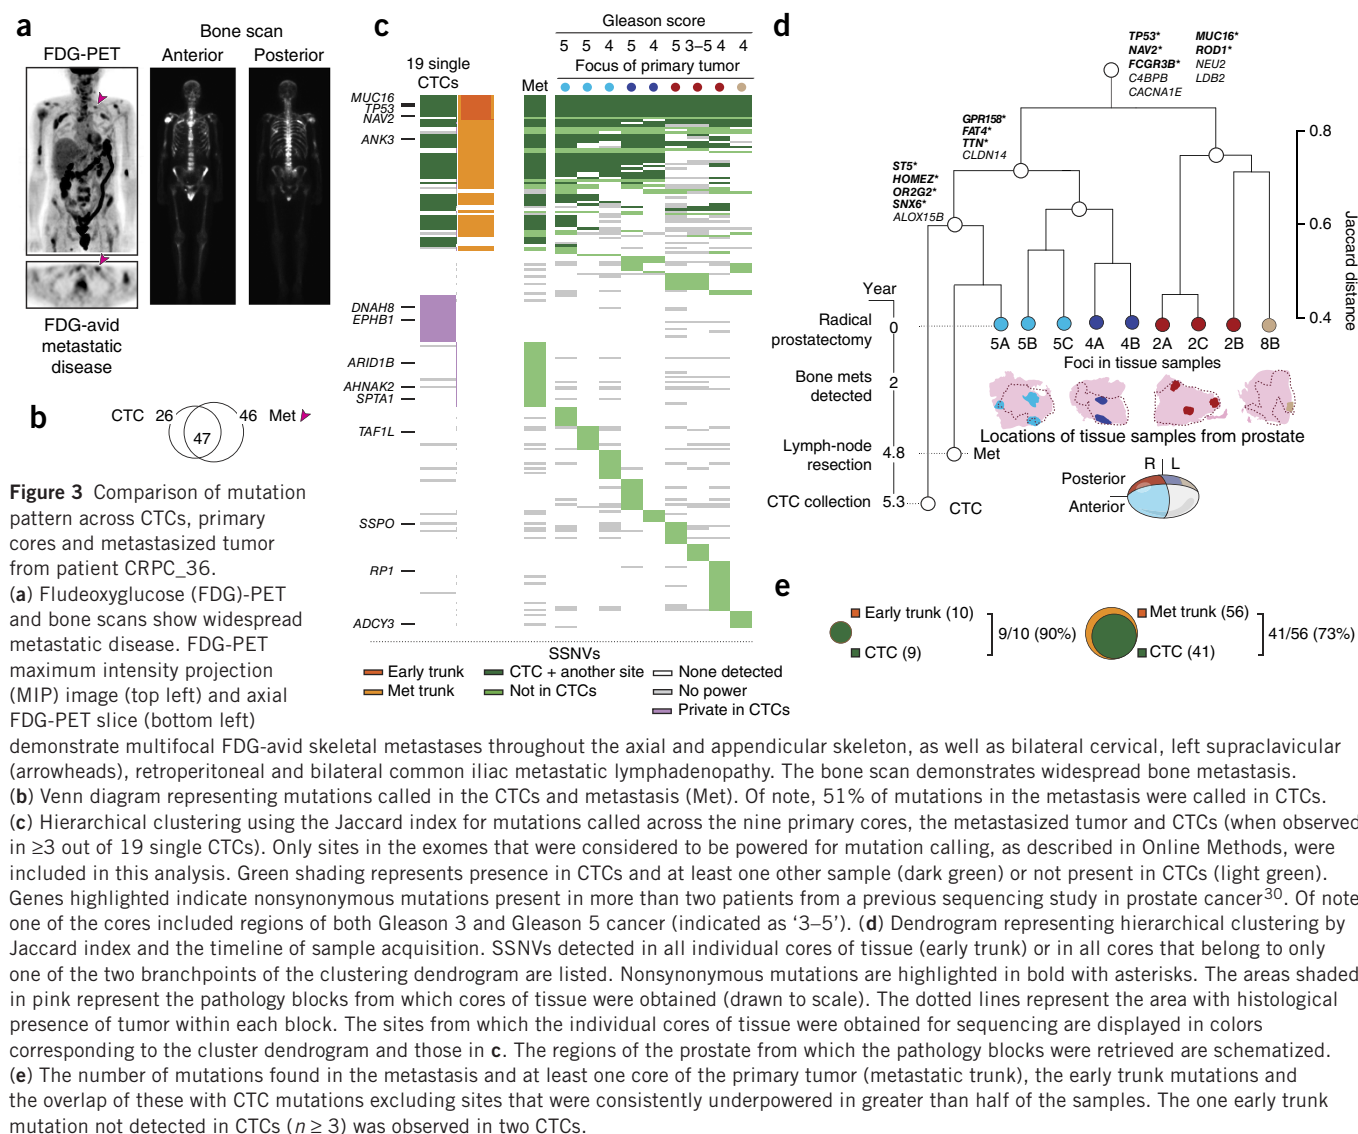 a
Bone scan
FDG-PET
Anterior
Posterior
FDG-avid
metastatic
disease
b
CTC
26
47
46
Met
c
Gleason score
5 5 4 5 4 5 3–5 4 4
Focus of primary tumor
19 single
CTCs
Met
MUC16
TP53
NAV2
ANK3
DNAH8
EPHB1
ARID1B
AHNAK2
SPTA1
TAF1L
SSPO
RP1
ADCY3
SSNVs
Early trunk
Met trunk
CTC + another site
Not in CTCs
None detected
No power
Private in CTCs
d
TP53*
NAV2*
FCGR3B*
C4BPB
CACNA1E
MUC16*
ROD1*
NEU2
LDB2
GPR158*
FAT4*
TTN*
CLDN14
ST5*
HOMEZ*
OR2G2*
SNX6*
ALOX15B
0.8
0.6
0.4
Jaccard distance
Year
Radical
prostatectomy
0
Bone mets
detected
2
Lymph-node
resection
4.8
CTC collection
5.3
5A 5B 5C 4A 4B 2A 2C 2B 8B
Foci in tissue samples
Locations of tissue samples from prostate
Met
CTC
R L
Posterior
Anterior
e
Early trunk (10)
CTC (9)
9/10 (90%)
Met trunk (56)
CTC (41)
41/56 (73%)
Figure 3 Comparison of mutation
pattern across CTCs, primary
cores and metastasized tumor
from patient CRPC_36.
(a) Fludeoxyglucose (FDG)-PET
and bone scans show widespread
metastatic disease. FDG-PET
maximum intensity projection
(MIP) image (top left) and axial
FDG-PET slice (bottom left)
demonstrate multifocal FDG-avid skeletal metastases throughout the axial and appendicular skeleton, as well as bilateral cervical, left supraclavicular
(arrowheads), retroperitoneal and bilateral common iliac metastatic lymphadenopathy. The bone scan demonstrates widespread bone metastasis.
(b) Venn diagram representing mutations called in the CTCs and metastasis (Met). Of note, 51% of mutations in the metastasis were called in CTCs.
(c) Hierarchical clustering using the Jaccard index for mutations called across the nine primary cores, the metastasized tumor and CTCs (when observed
in ≥3 out of 19 single CTCs). Only sites in the exomes that were considered to be powered for mutation calling, as described in Online Methods, were
included in this analysis. Green shading represents presence in CTCs and at least one other sample (dark green) or not present in CTCs (light green).
Genes highlighted indicate nonsynonymous mutations present in more than two patients from a previous sequencing study in prostate cancer30. Of note
one of the cores included regions of both Gleason 3 and Gleason 5 cancer (indicated as ‘3–5’). (d) Dendrogram representing hierarchical clustering by
Jaccard index and the timeline of sample acquisition. SSNVs detected in all individual cores of tissue (early trunk) or in all cores that belong to only
one of the two branchpoints of the clustering dendrogram are listed. Nonsynonymous mutations are highlighted in bold with asterisks. The areas shaded
in pink represent the pathology blocks from which cores of tissue were obtained (drawn to scale). The dotted lines represent the area with histological
presence of tumor within each block. The sites from which the individual cores of tissue were obtained for sequencing are displayed in colors
corresponding to the cluster dendrogram and those in c. The regions of the prostate from which the pathology blocks were retrieved are schematized.
(e) The number of mutations found in the metastasis and at least one core of the primary tumor (metastatic trunk), the early trunk mutations and
the overlap of these with CTC mutations excluding sites that were consistently underpowered in greater than half of the samples. The one early trunk
mutation not detected in CTCs (n ≥ 3) was observed in two CTCs.